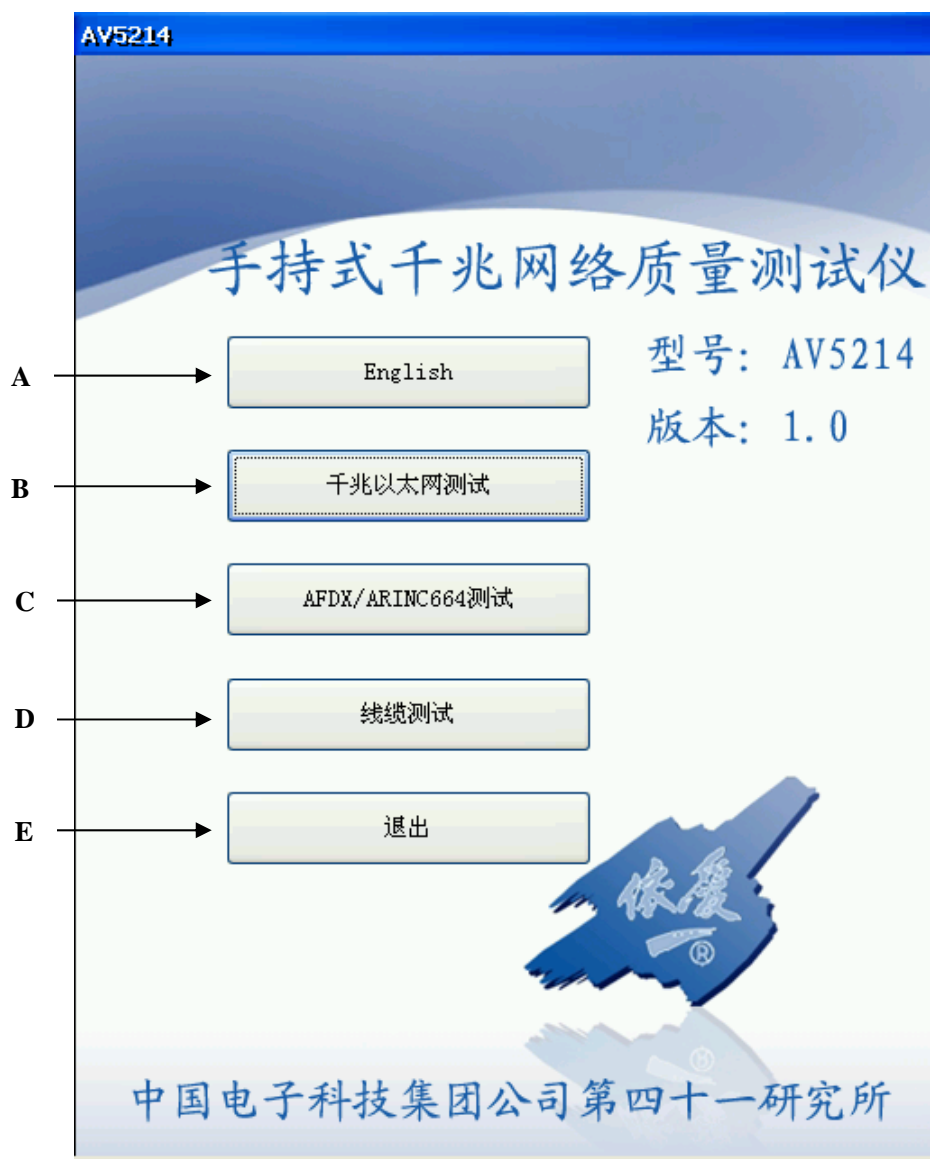 AV5214
手持式千兆网络质量测试仪
型号: AV5214
版本: 1.0
A
English
B
千兆以太网测试
C
AFDX/ARINC664测试
D
线缆测试
E
退出
依爱
®
中国电子科技集团公司第四十一研究所